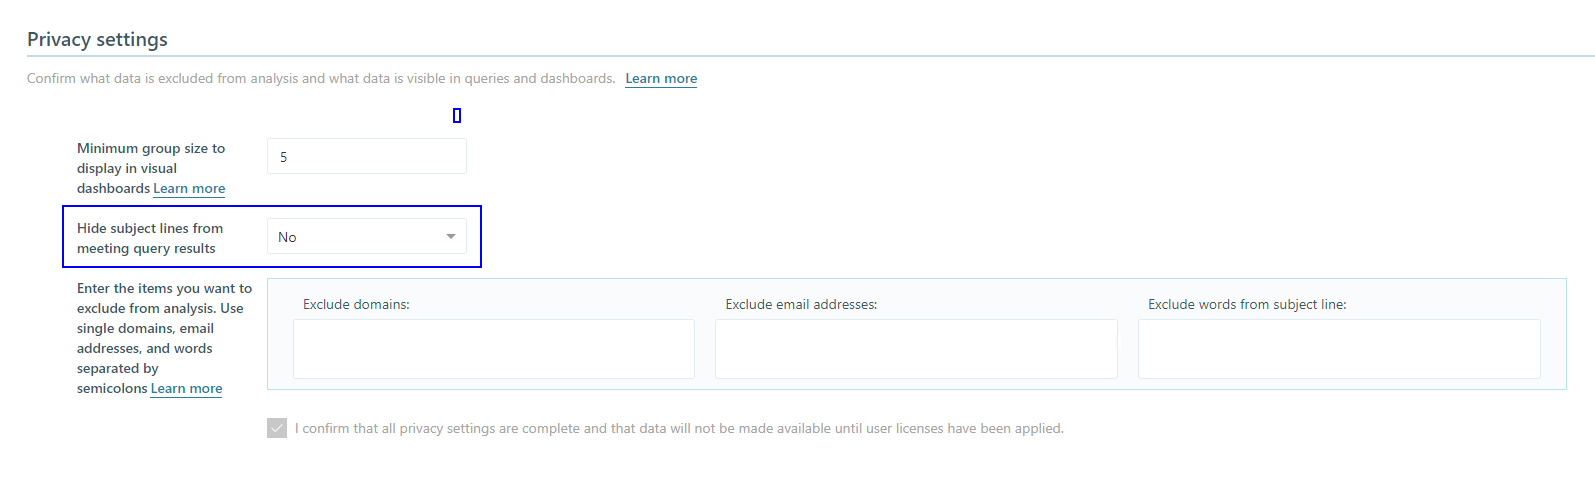 Privacy settings
Confirm what data is excluded from analysis and what data is visible in queries and dashboards. Learn more
Minimum group size to
display in visual
dashboards Learn more
5
Hide subject lines from
meeting query results
No
Enter the items you want to
exclude from analysis. Use
single domains, email
addresses, and words
separated by
semicolons Learn more
Exclude domains:
Exclude email addresses:
Exclude words from subject line:
I confirm that all privacy settings are complete and that data will not be made available until user licenses have been applied.